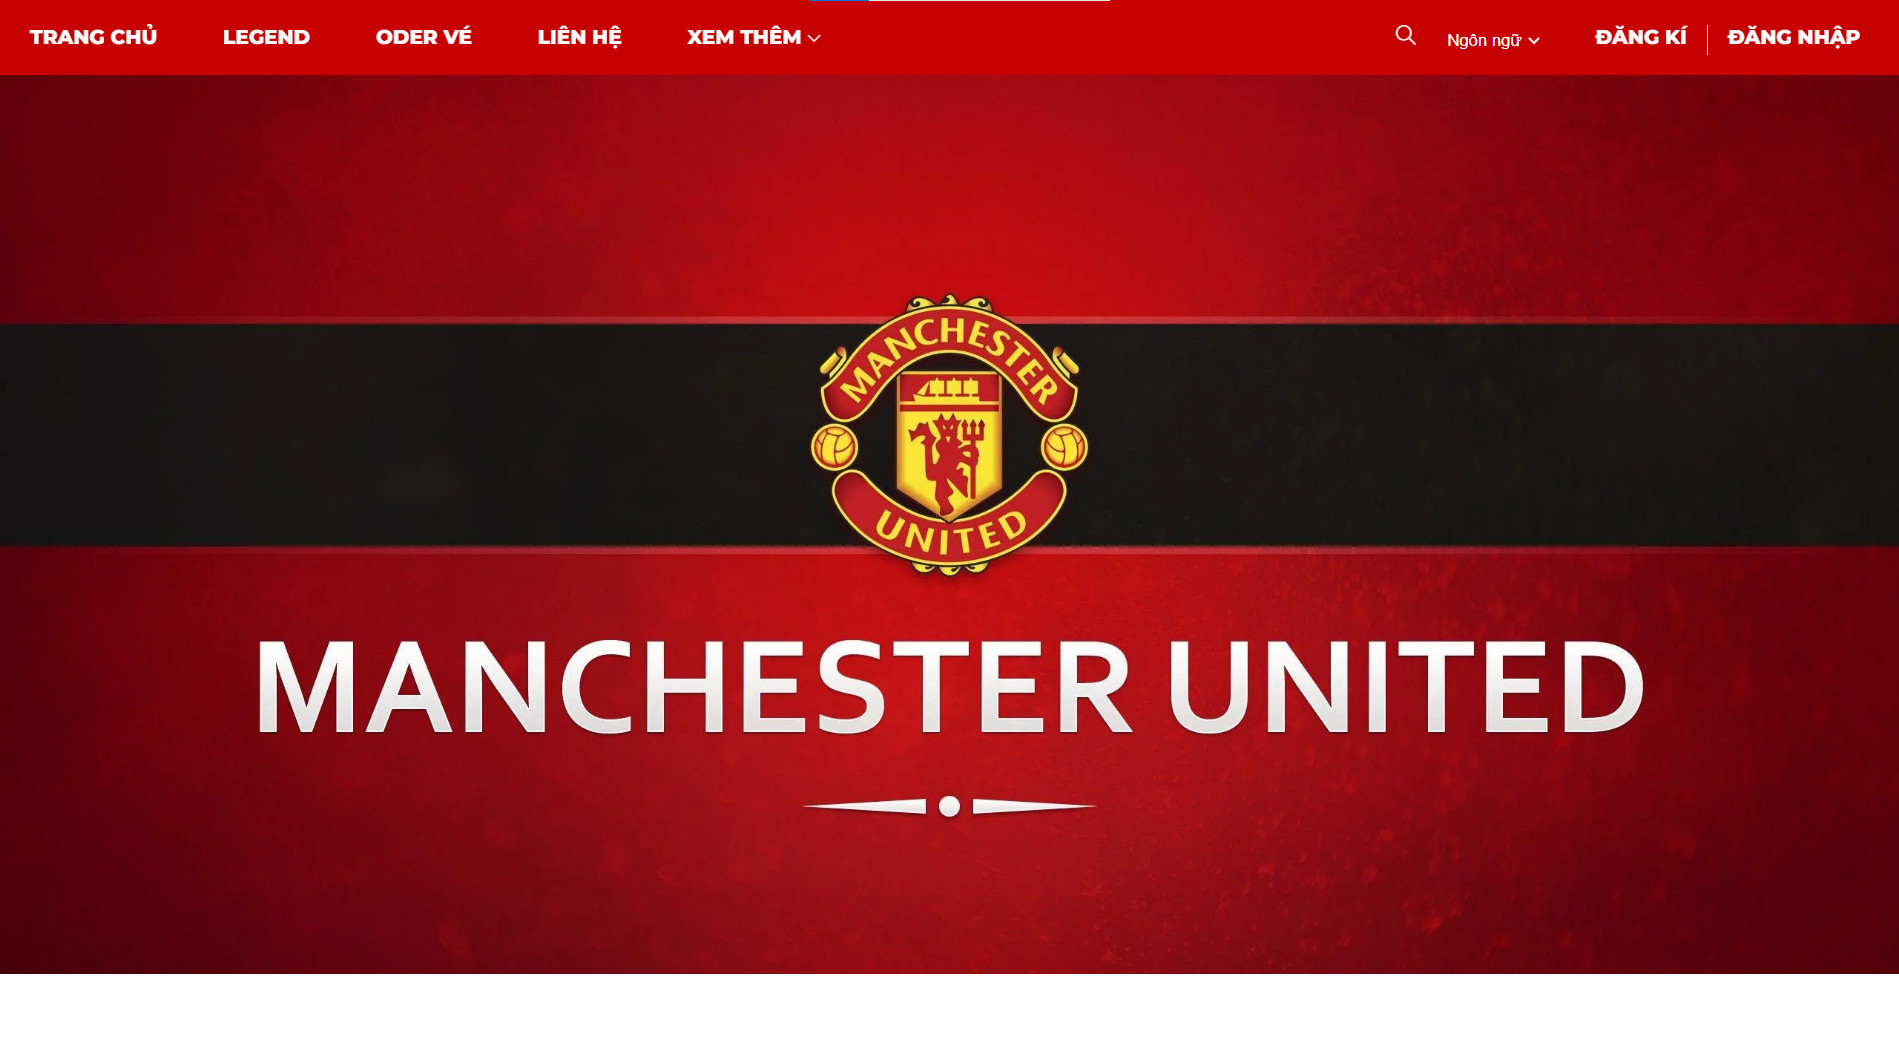 TRANG CHỦ LEGEND ODER VÉ LIÊN HỆ XEM THÊM Ngôn ngữ ĐĂNG KÍ ĐĂNG NHẬP
MANCHESTER
UNITED
MANCHESTER UNITED